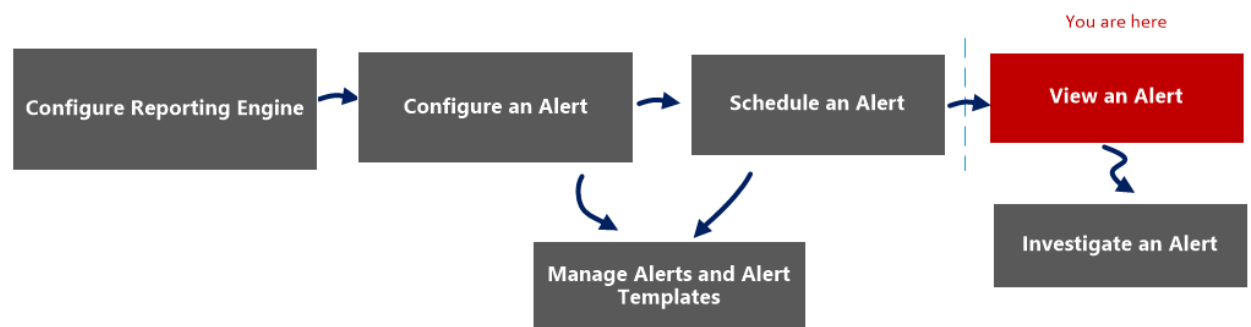 You are here
Configure Reporting Engine
Configure an Alert
Schedule an Alert
View an Alert
Manage Alerts and Alert
Templates
Investigate an Alert